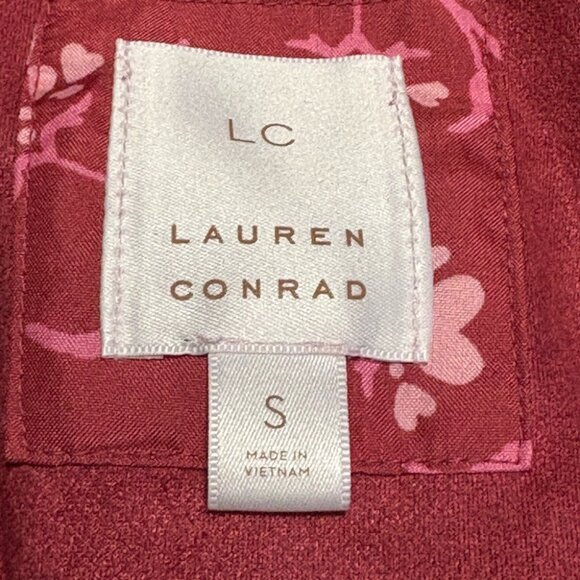 LC
LAUREN
CONRAD
S
MADE IN
VIETNAM